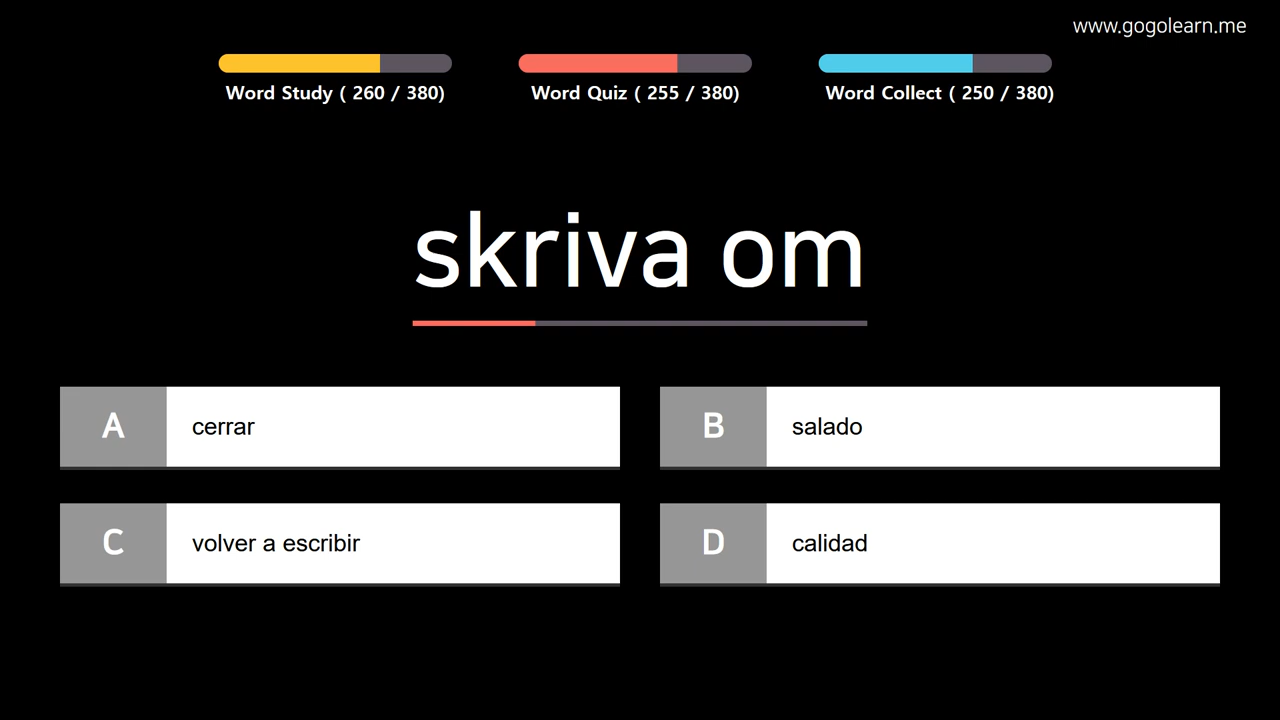 www.gogolearn.me
Word Study ( 260 / 380)
Word Quiz ( 255 / 380)
Word Collect ( 250 / 380)
skriva om
A cerrar
B salado
C volver a escribir
D calidad